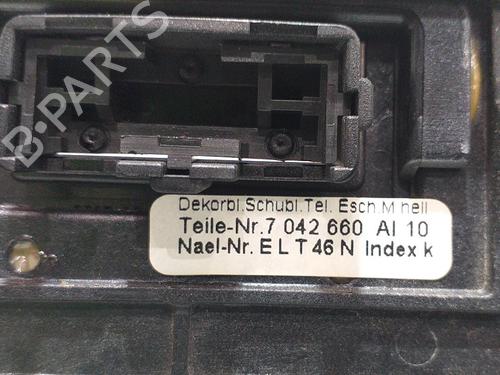 B-PARTS
Dekorbl.Schubl.Tel. Esch.M hell
Teile-Nr.7 042 660 AI 10
Nael-Nr. E L T 46 N Index k